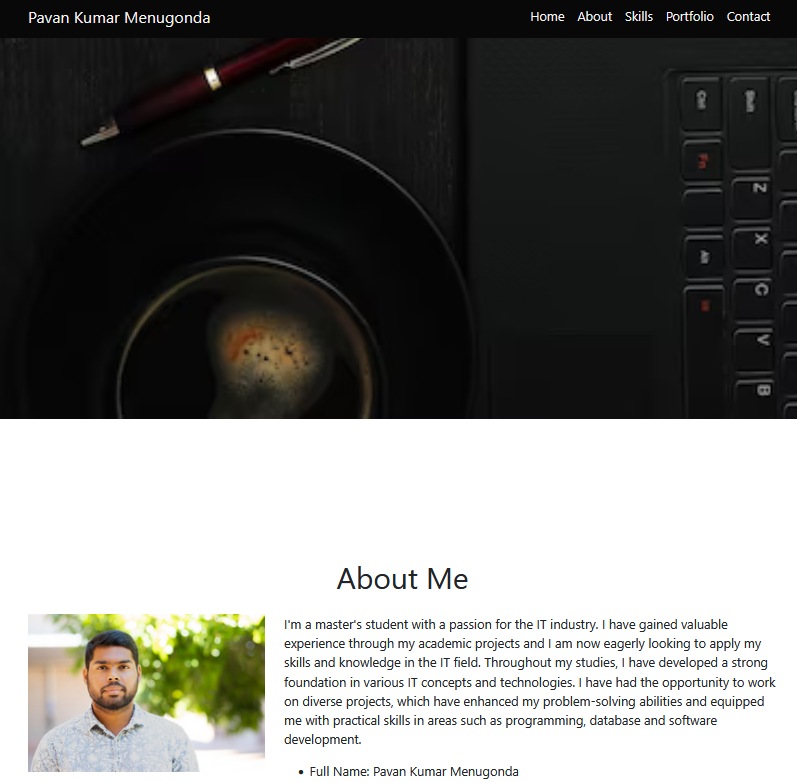 Pavan Kumar Menugonda
Home About Skills Portfolio Contact
Ctrl
Shift
Fn
Z
X
Alt
C
V
B
About Me
I'm a master's student with a passion for the IT industry. I have gained valuable
experience through my academic projects and I am now eagerly looking to apply my
skills and knowledge in the IT field. Throughout my studies, I have developed a strong
foundation in various IT concepts and technologies. I have had the opportunity to work
on diverse projects, which have enhanced my problem-solving abilities and equipped
me with practical skills in areas such as programming, database and software
development.
• Full Name: Pavan Kumar Menugonda